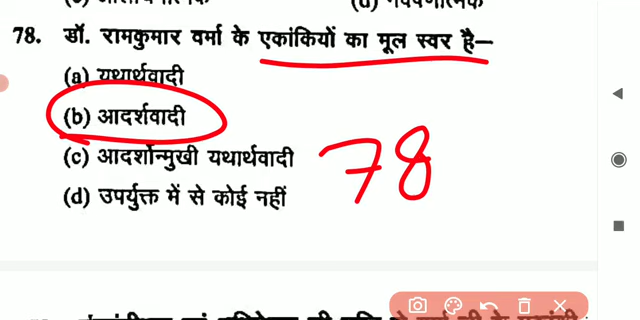 78. डॉ. रामकुमार वर्मा के एकांकियों का मूल स्वर है—
(a) यथार्थवादी
(b) आदर्शवादी
(c) आदर्शोन्मुखी यथार्थवादी
(d) उपर्युक्त में से कोई नहीं
78